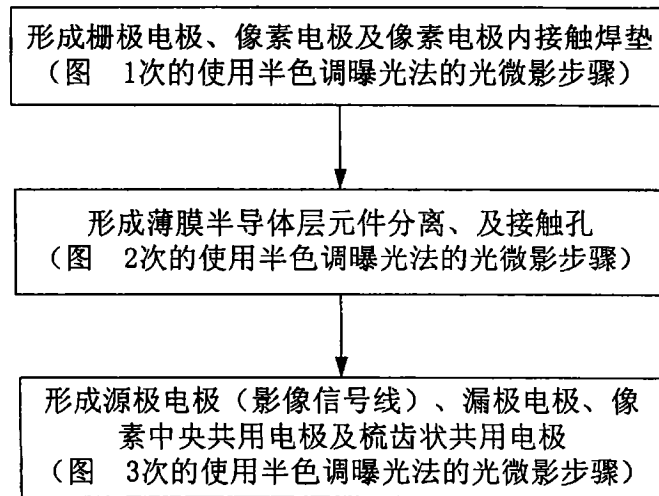 形成栅极电极、像素电极及像素电极内接触焊垫
（图 1次的使用半色调曝光法的光微影步骤）
形成薄膜半导体层元件分离、及接触孔
（图 2次的使用半色调曝光法的光微影步骤）
形成源极电极（影像信号线）、漏极电极、像
素中央共用电极及梳齿状共用电极
（图 3次的使用半色调曝光法的光微影步骤）